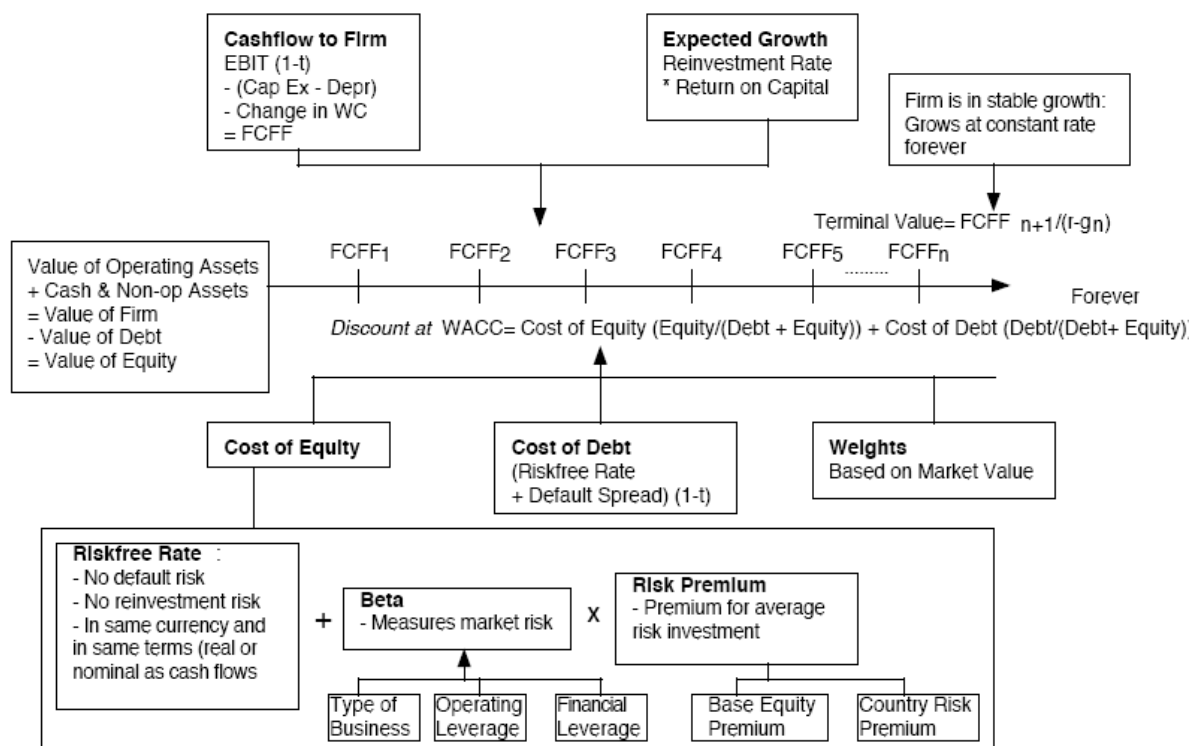 Cashflow to Firm
EBIT (1-t)
- (Cap Ex - Depr)
- Change in WC
= FCFF
Expected Growth
Reinvestment Rate
* Return on Capital
Firm is in stable growth:
Grows at constant rate
forever
Terminal Value= FCFF n+1/(r-gn)
FCFF1 FCFF2 FCFF3 FCFF4 FCFF5 ......... FCFFn
Forever
Value of Operating Assets
+ Cash & Non-op Assets
= Value of Firm
- Value of Debt
= Value of Equity
Discount at WACC= Cost of Equity (Equity/(Debt + Equity)) + Cost of Debt (Debt/(Debt+ Equity))
Cost of Equity
Cost of Debt
(Riskfree Rate
+ Default Spread) (1-t)
Weights
Based on Market Value
Riskfree Rate :
- No default risk
- No reinvestment risk
- In same currency and
in same terms (real or
nominal as cash flows
+
Beta
- Measures market risk
X
Risk Premium
- Premium for average
risk investment
Type of
Business
Operating
Leverage
Financial
Leverage
Base Equity
Premium
Country Risk
Premium